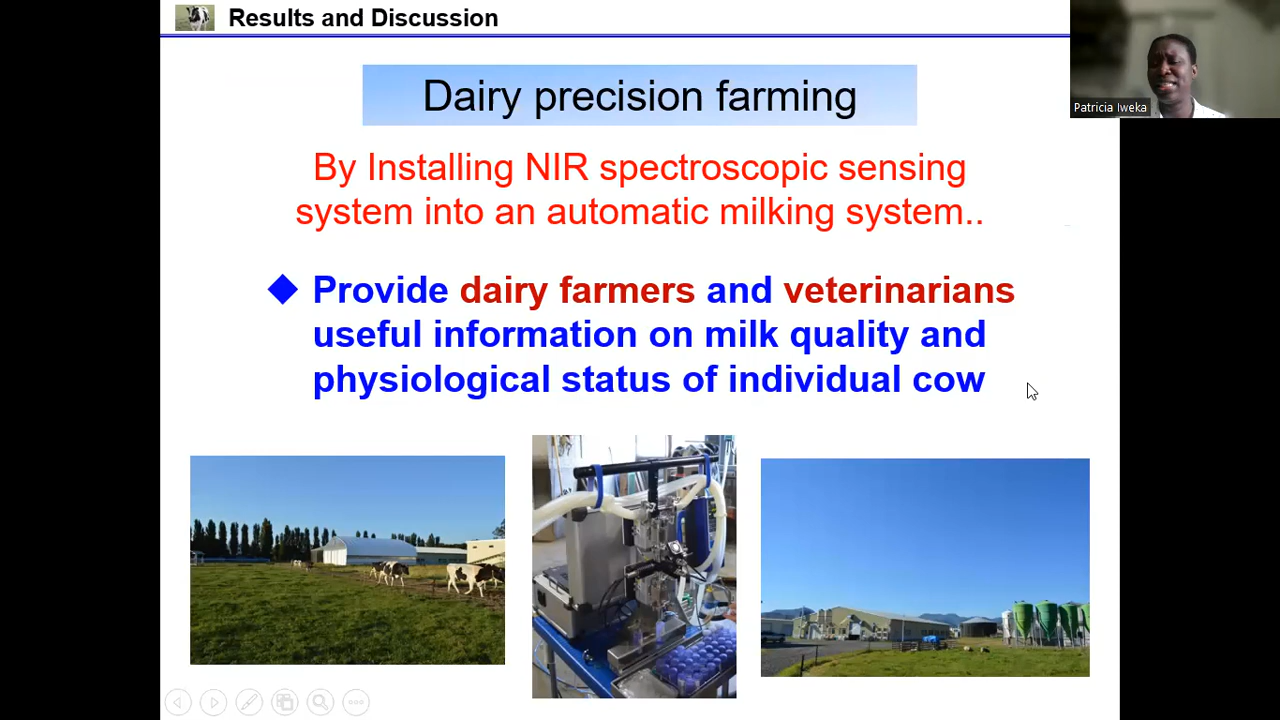 Results and Discussion
Patricia Iweka
Dairy precision farming
By Installing NIR spectroscopic sensing
system into an automatic milking system..
Provide dairy farmers and veterinarians
useful information on milk quality and
physiological status of individual cow